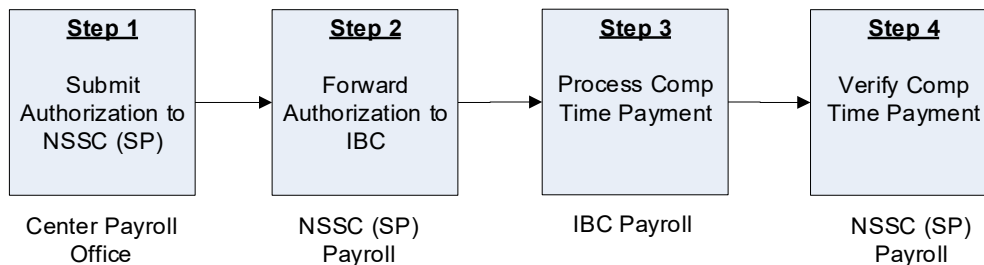 Step 1
Submit
Authorization to
NSSC (SP)
Center Payroll
Office
Step 2
Forward
Authorization to
IBC
NSSC (SP)
Payroll
Step 3
Process Comp
Time Payment
IBC Payroll
Step 4
Verify Comp
Time Payment
NSSC (SP)
Payroll